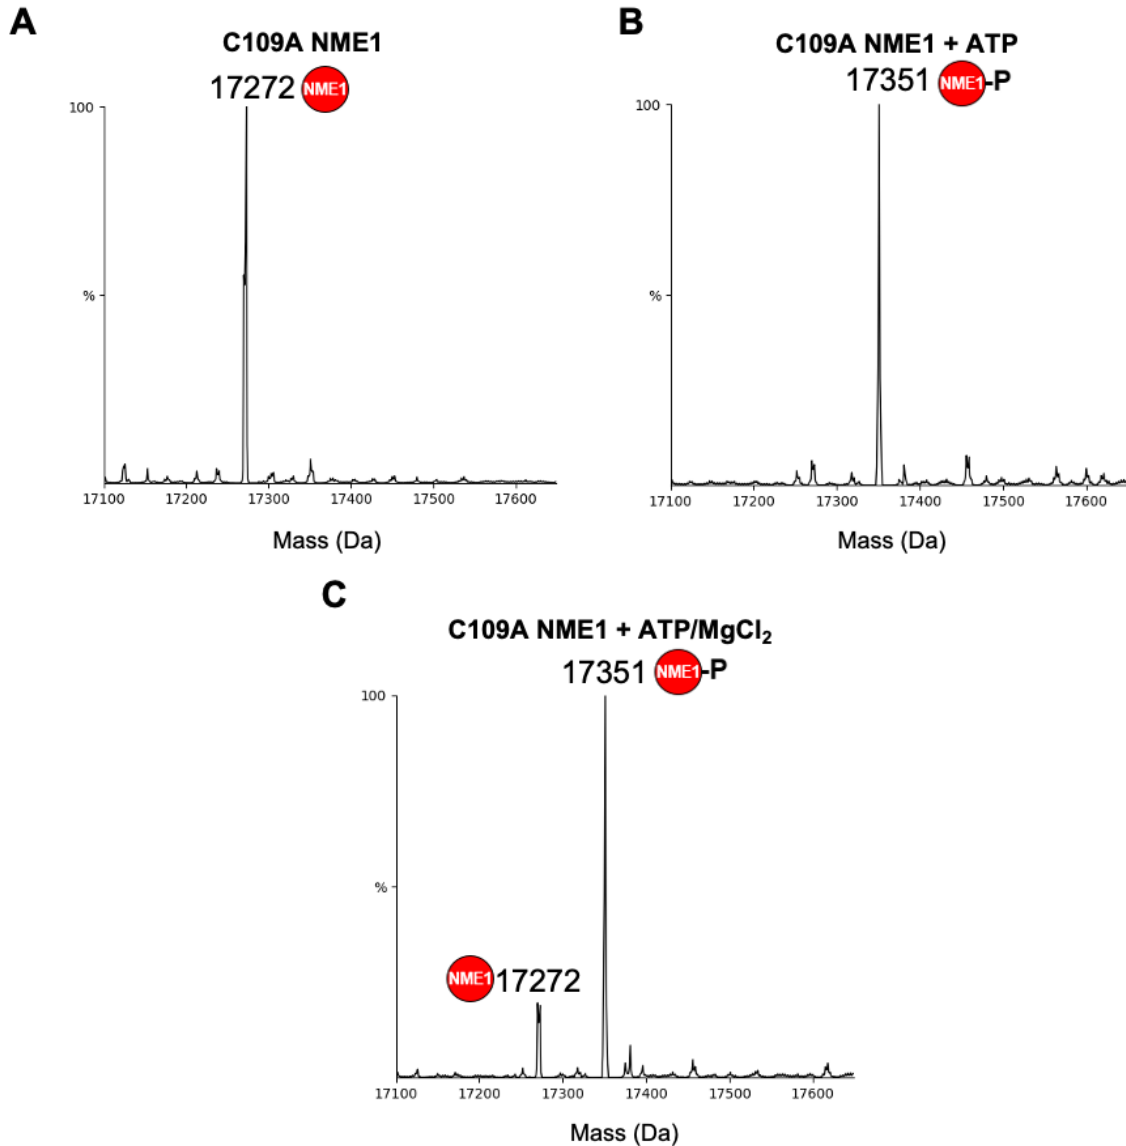 A
C109A NME1
17272 NME1
100
%
17100 17200 17300 17400 17500 17600
Mass (Da)
B
C109A NME1 + ATP
17351 NME1-P
100
%
17100 17200 17300 17400 17500 17600
Mass (Da)
C
C109A NME1 + ATP/MgCl₂
17351 NME1-P
100
%
NME1 17272
17100 17200 17300 17400 17500 17600
Mass (Da)